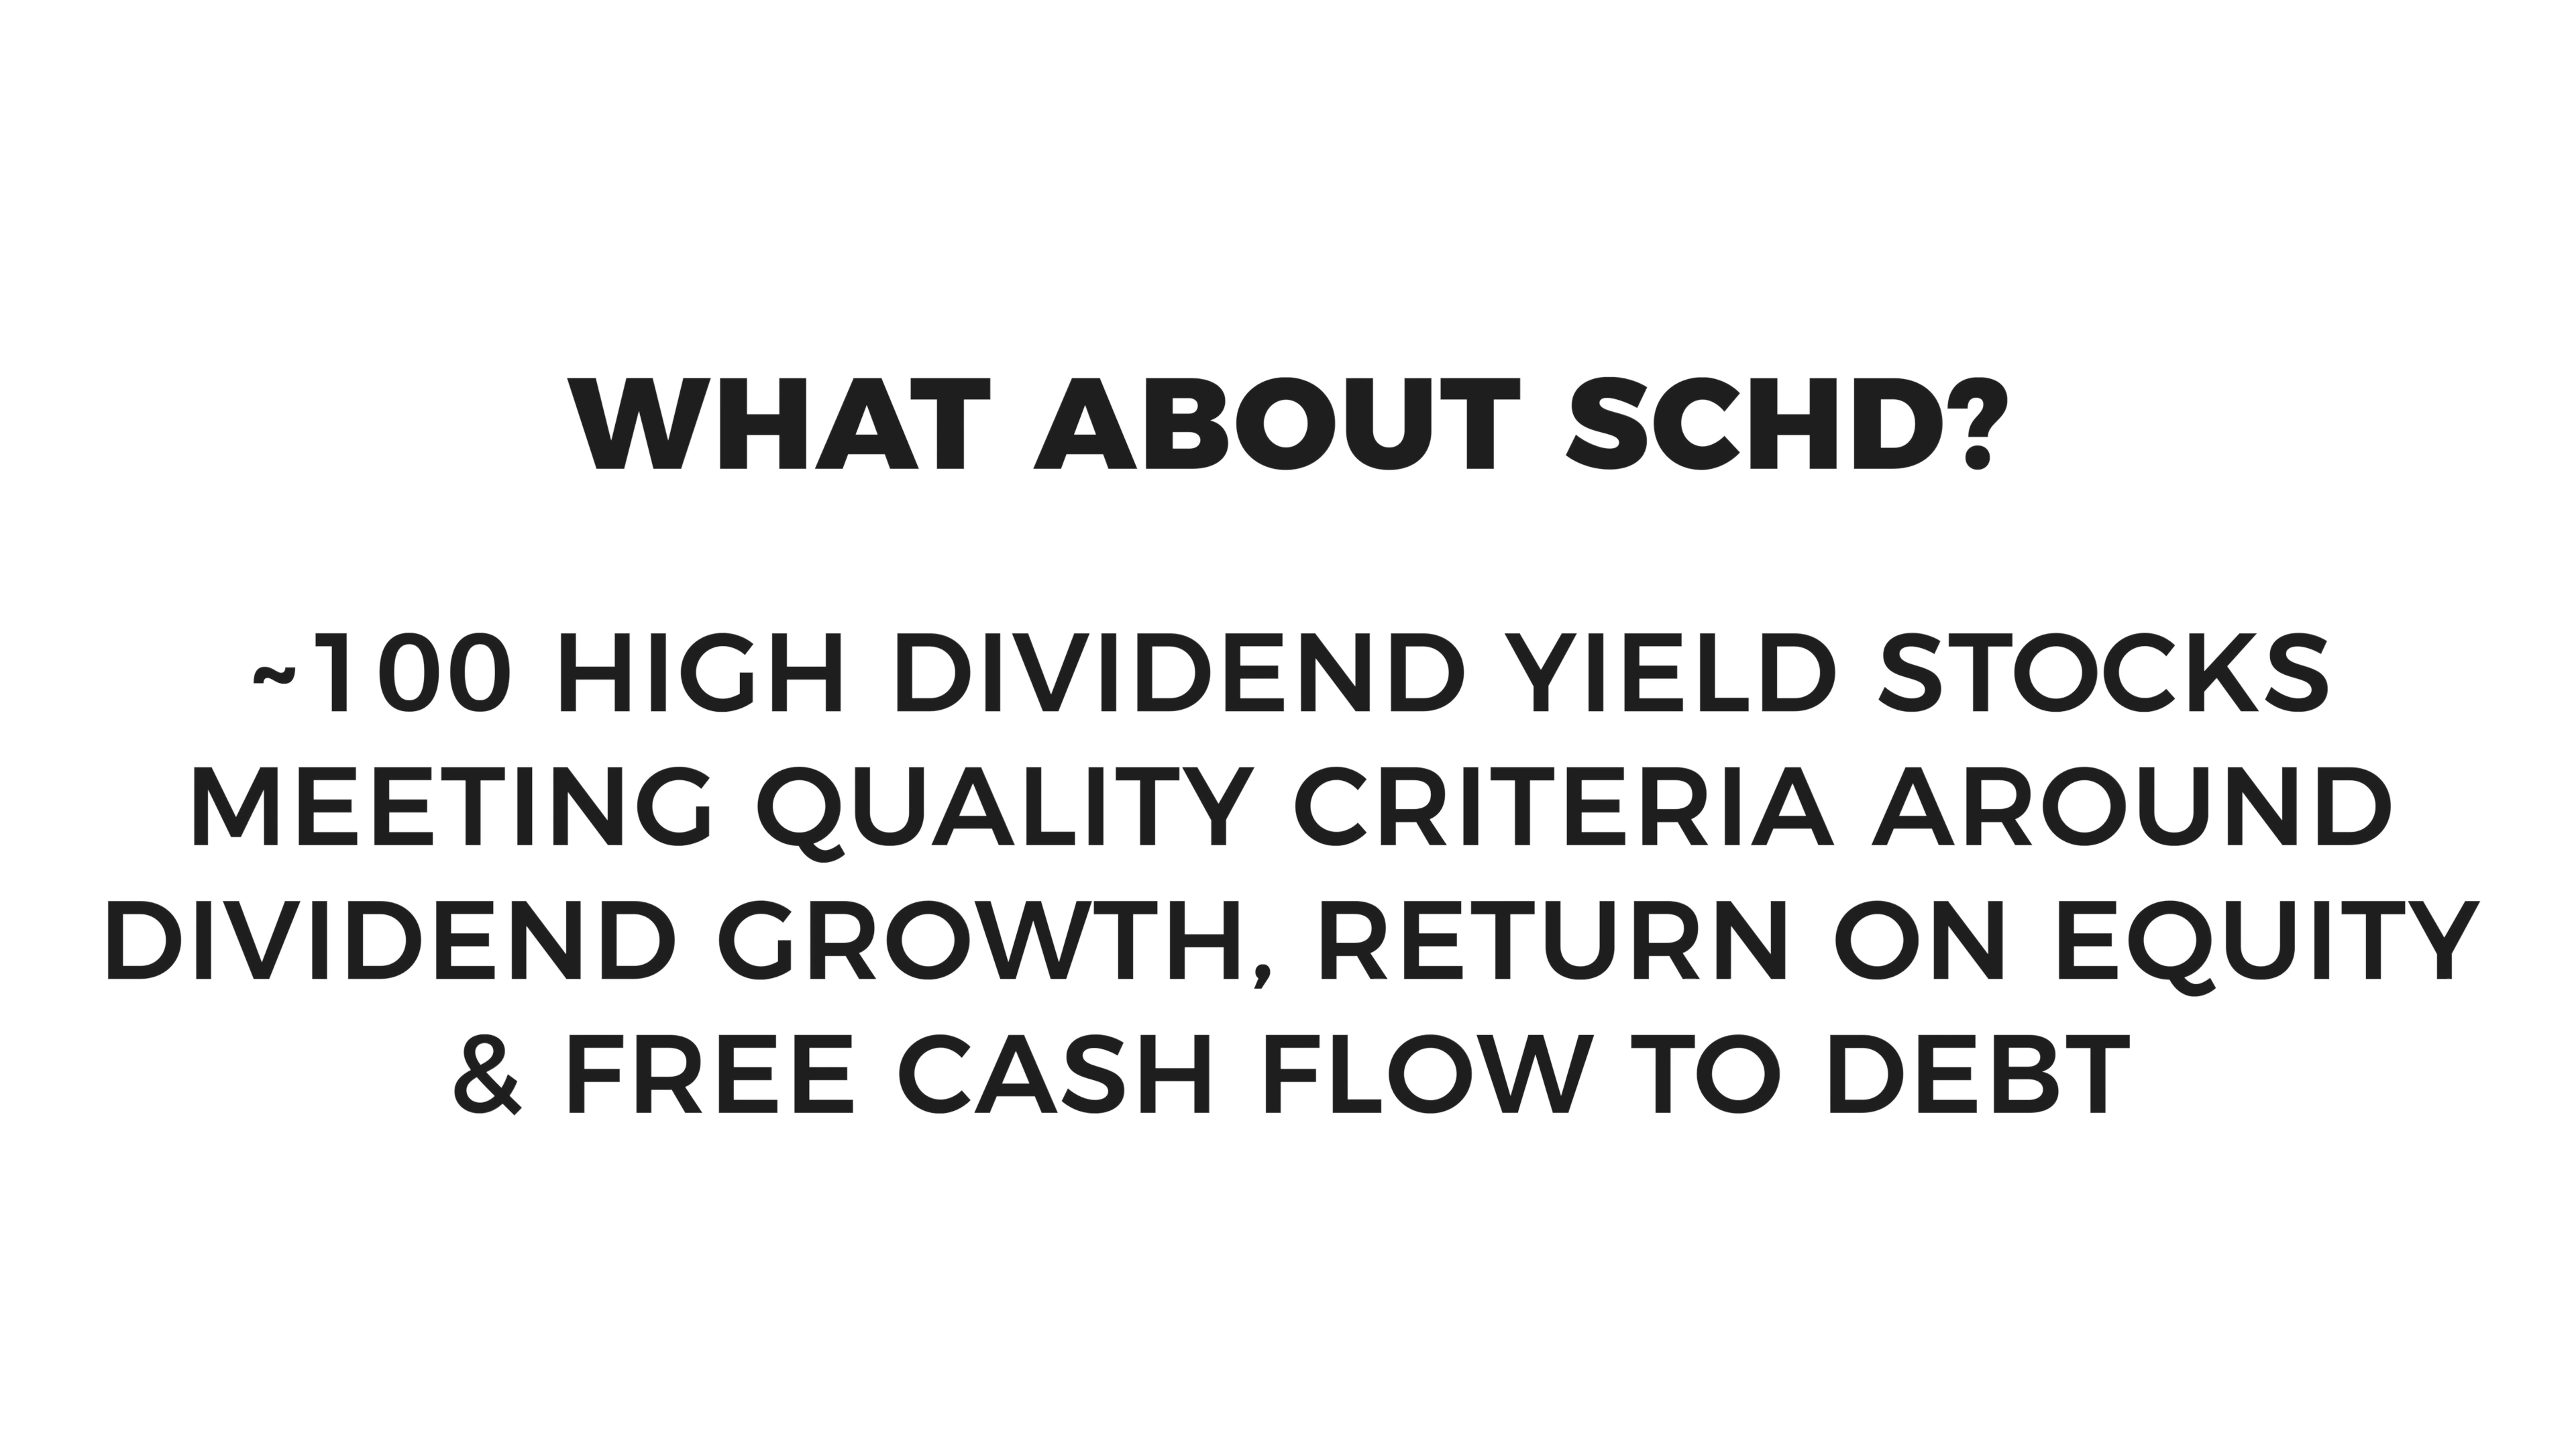 WHAT ABOUT SCHD?
~100 HIGH DIVIDEND YIELD STOCKS
MEETING QUALITY CRITERIA AROUND
DIVIDEND GROWTH, RETURN ON EQUITY
& FREE CASH FLOW TO DEBT